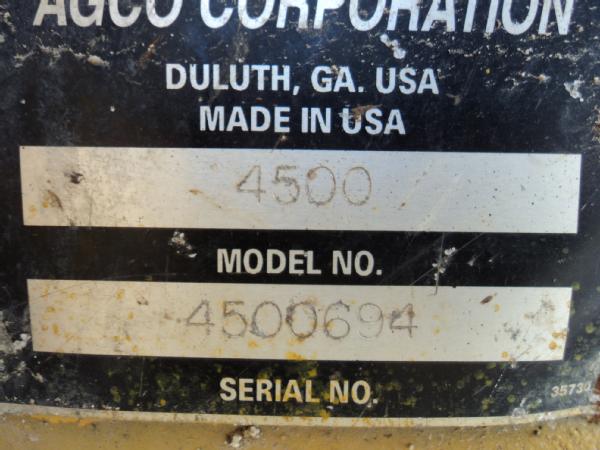 AGCO CORPORATION
DULUTH, GA. USA
MADE IN USA
4500
MODEL NO.
4500694
SERIAL NO.